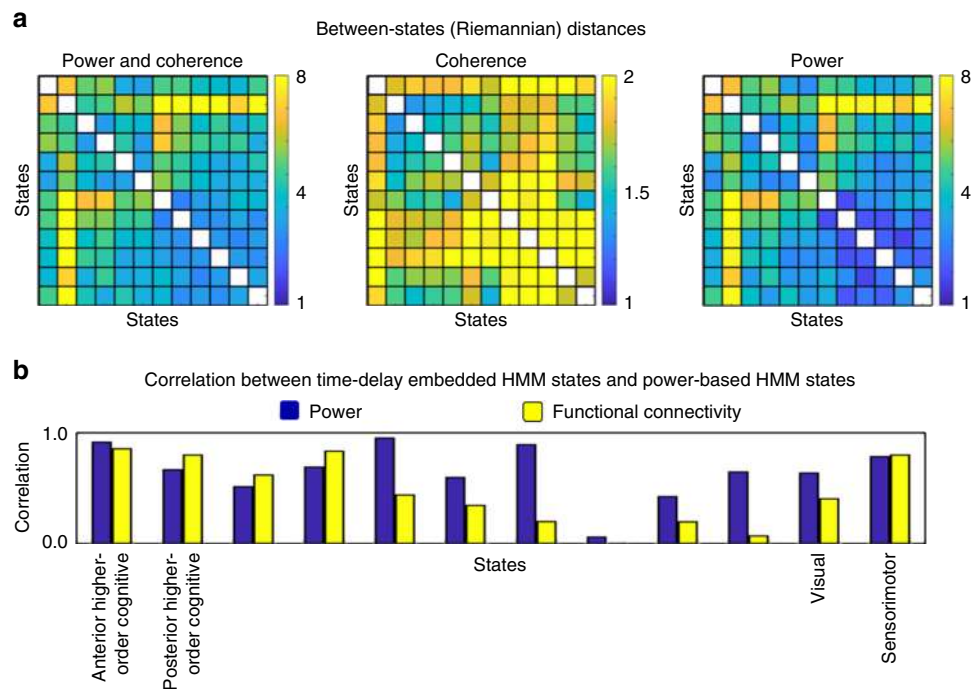 a
Between-states (Riemannian) distances
Power and coherence
Coherence
Power
States
8
4
1
States
States
2
1.5
1
States
States
8
4
1
States
b
Correlation between time-delay embedded HMM states and power-based HMM states
Power
Functional connectivity
Correlation
1.0
0.0
States
Anterior higher-
order cognitive
Posterior higher-
order cognitive
Visual
Sensorimotor